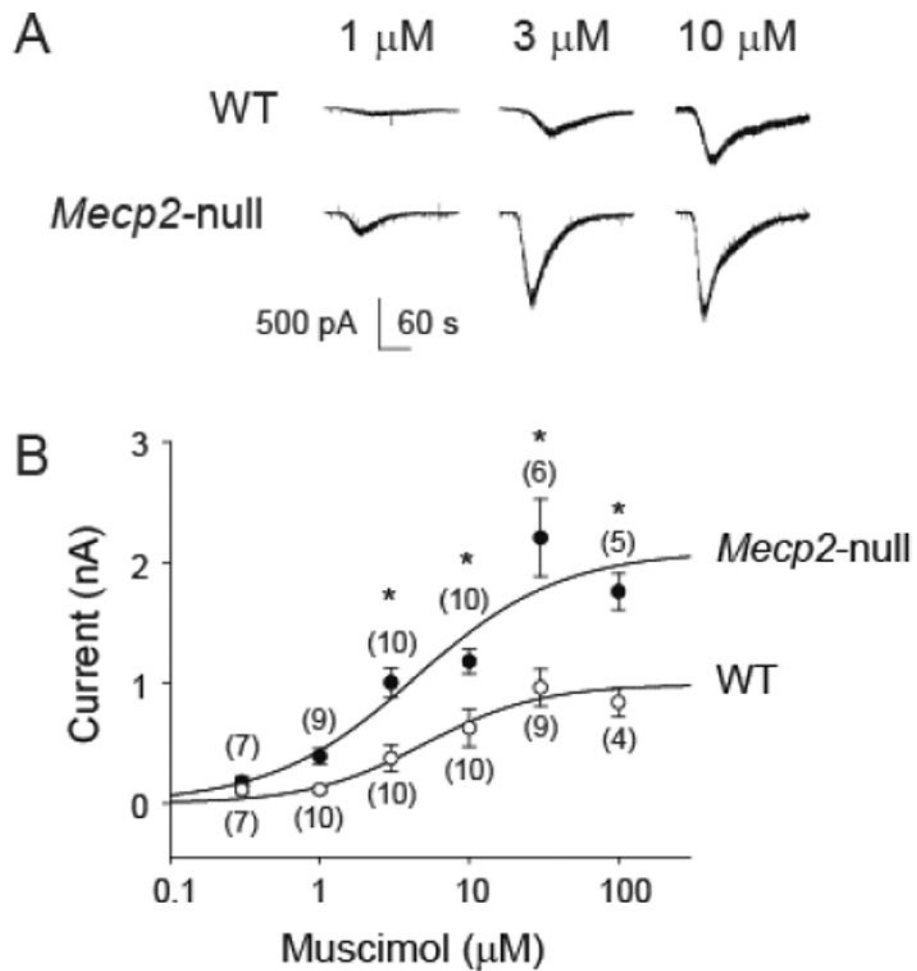 A
1 μM 3 μM 10 μM
WT
Mecp2-null
500 pA 60 s
B
3
2
1
0
Current (nA)
*
(6)
*
(5)
*
(10)
*
(10)
(9)
(7)
(7)
(10)
(10)
(10)
(9)
(4)
Mecp2-null
WT
0.1 1 10 100
Muscimol (μM)